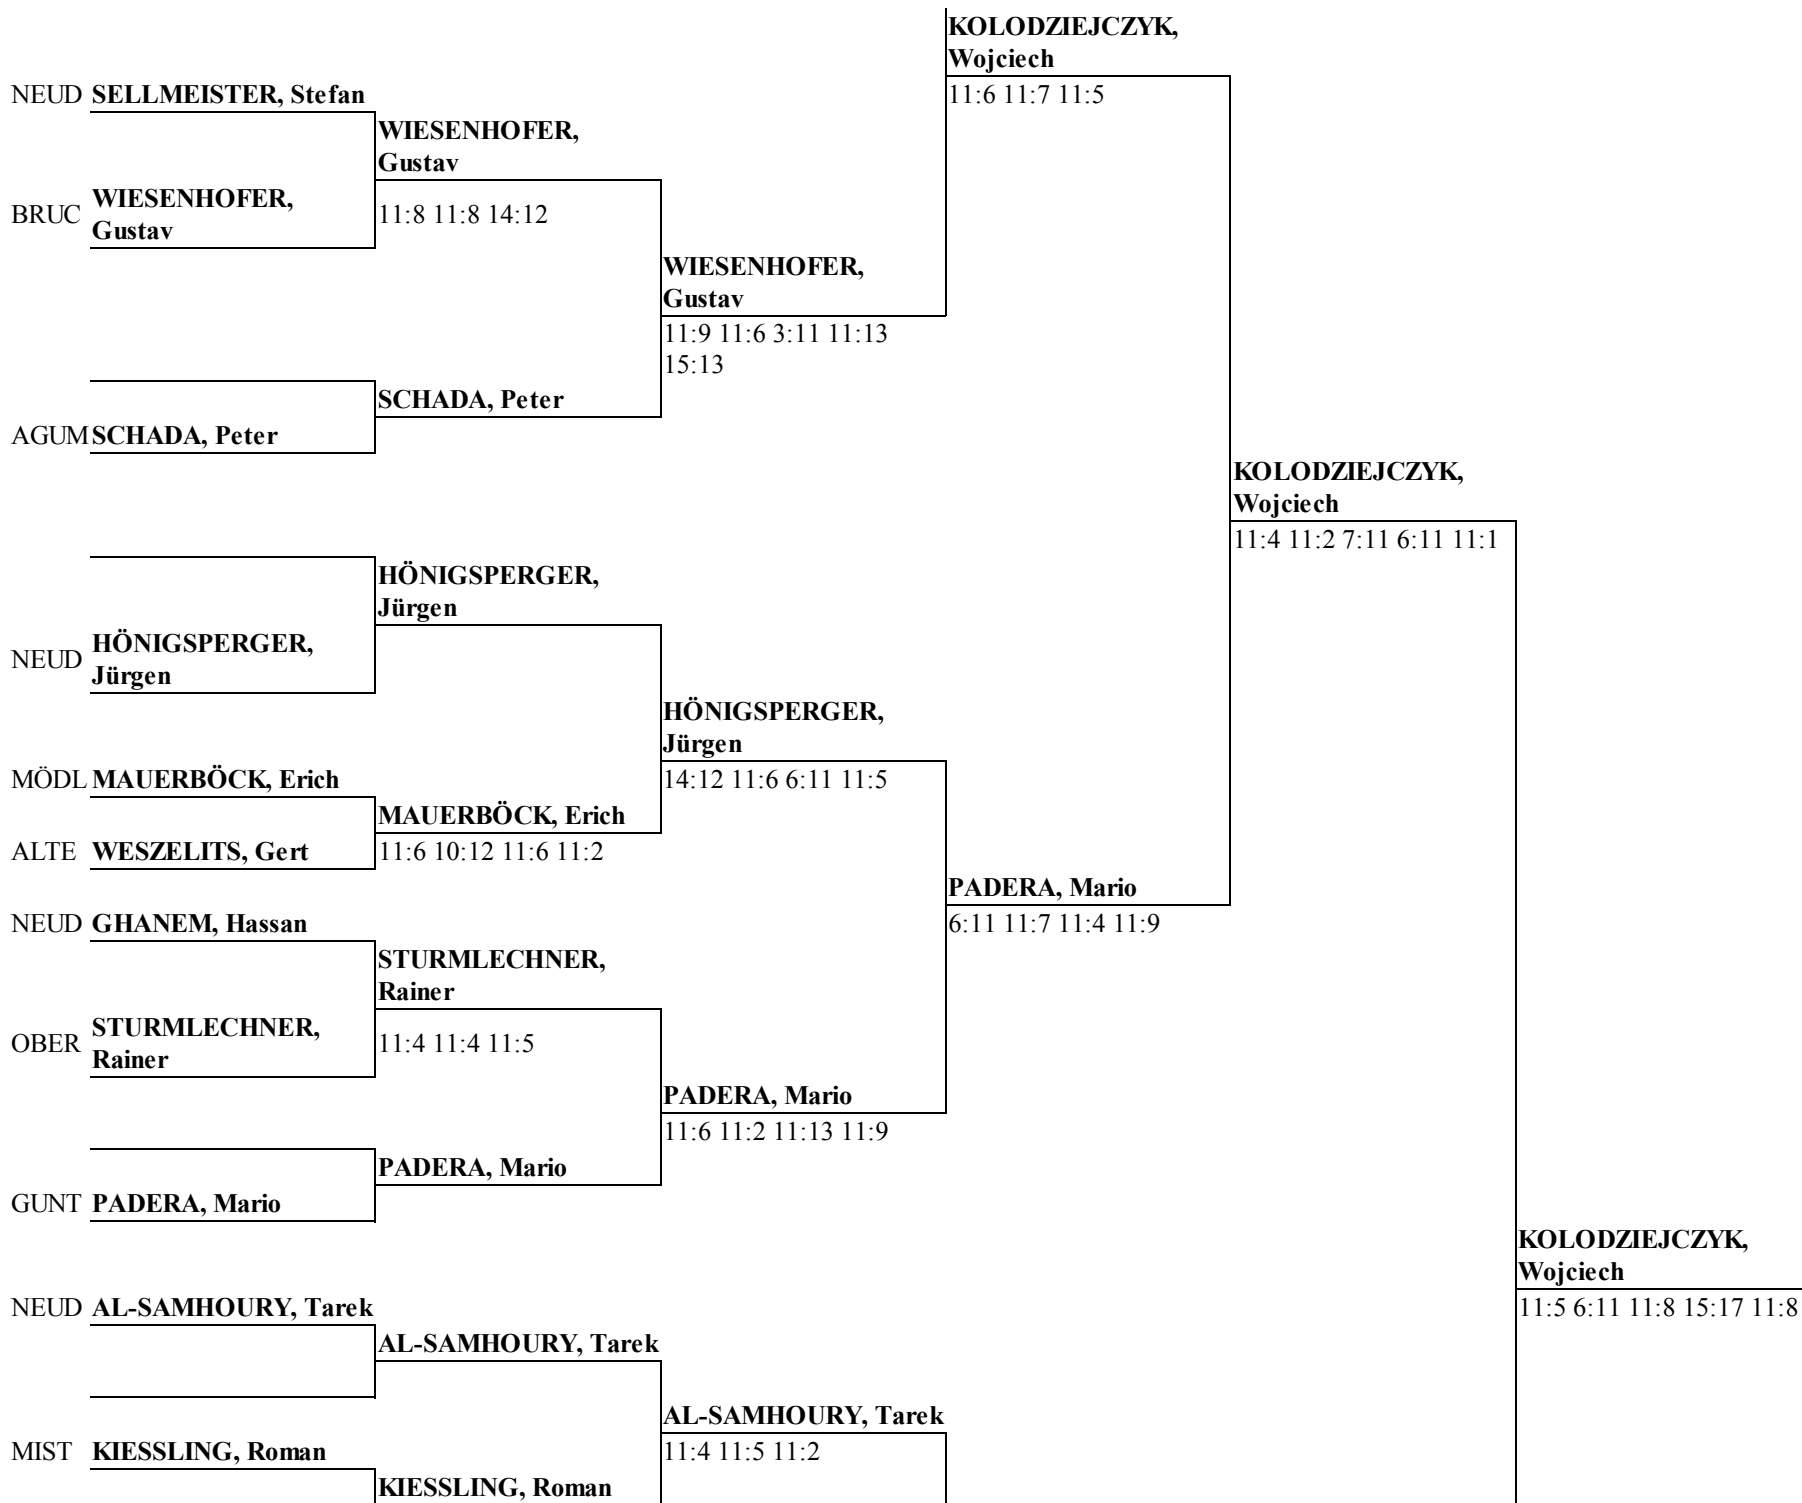 KOLODZIEJCZYK,
Wojciech
NEUD SELLMEISTER, Stefan
11:6 11:7 11:5
WIESENHOFER,
Gustav
BRUC WIESENHOFER,
Gustav
11:8 11:8 14:12
WIESENHOFER,
Gustav
11:9 11:6 3:11 11:13
15:13
SCHADA, Peter
AGUM SCHADA, Peter
KOLODZIEJCZYK,
Wojciech
11:4 11:2 7:11 6:11 11:1
HÖNIGSPERGER,
Jürgen
NEUD HÖNIGSPERGER,
Jürgen
HÖNIGSPERGER,
Jürgen
MÖDL MAUERBÖCK, Erich
14:12 11:6 6:11 11:5
MAUERBÖCK, Erich
ALTE WESZELITS, Gert
11:6 10:12 11:6 11:2
PADERA, Mario
NEUD GHANEM, Hassan
6:11 11:7 11:4 11:9
STURMLECHNER,
Rainer
OBER STURMLECHNER,
Rainer
11:4 11:4 11:5
PADERA, Mario
11:6 11:2 11:13 11:9
PADERA, Mario
GUNT PADERA, Mario
KOLODZIEJCZYK,
Wojciech
NEUD AL-SAMHOURY, Tarek
11:5 6:11 11:8 15:17 11:8
AL-SAMHOURY, Tarek
AL-SAMHOURY, Tarek
MIST KIESSLING, Roman
11:4 11:5 11:2
KIESSLING, Roman